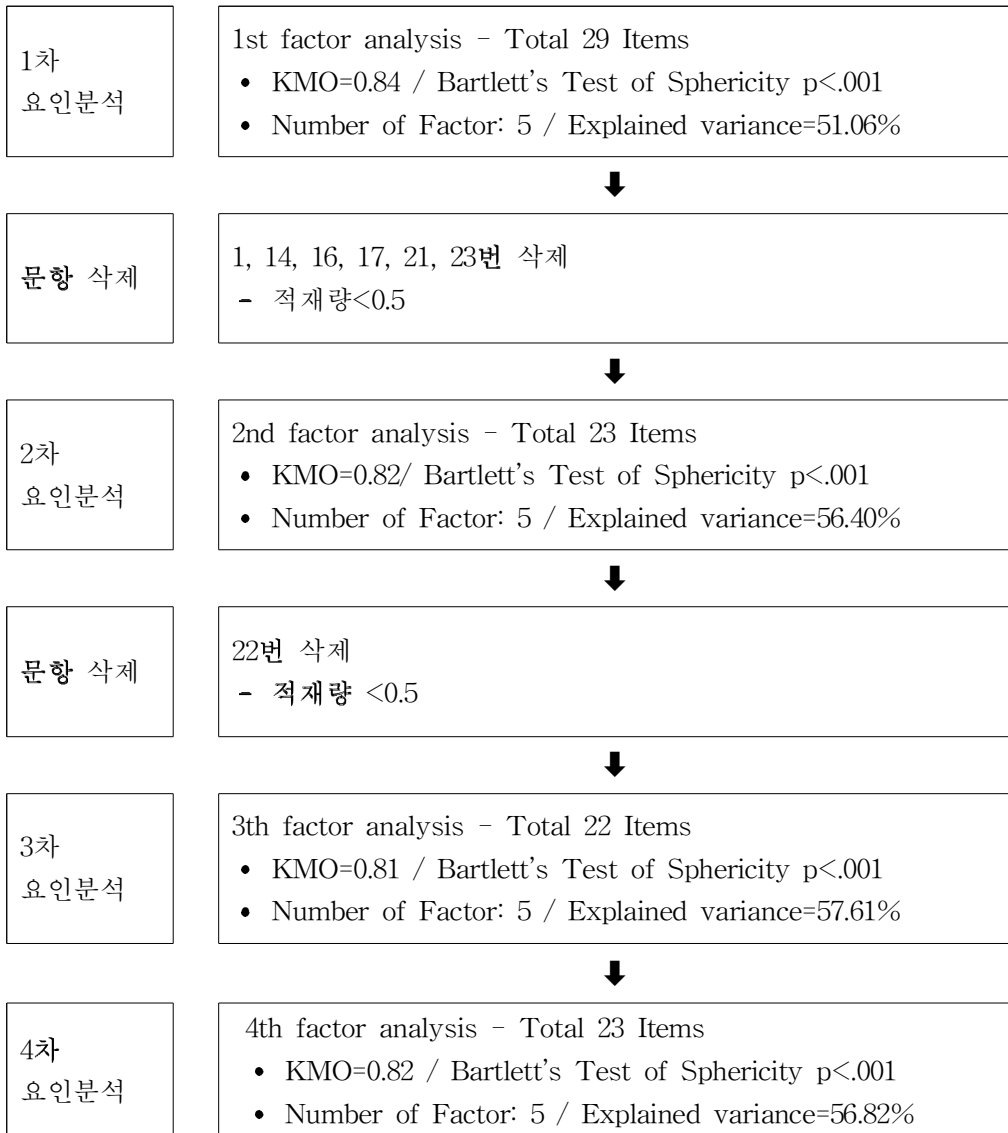 1차
요인분석
1st factor analysis - Total 29 Items
• KMO=0.84 / Bartlett's Test of Sphericity p<.001
• Number of Factor: 5 / Explained variance=51.06%
문항 삭제
1, 14, 16, 17, 21, 23번 삭제
- 적재량<0.5
2차
요인분석
2nd factor analysis - Total 23 Items
• KMO=0.82/ Bartlett's Test of Sphericity p<.001
• Number of Factor: 5 / Explained variance=56.40%
문항 삭제
22번 삭제
- 적재량 <0.5
3차
요인분석
3th factor analysis - Total 22 Items
• KMO=0.81 / Bartlett's Test of Sphericity p<.001
• Number of Factor: 5 / Explained variance=57.61%
4차
요인분석
4th factor analysis - Total 23 Items
• KMO=0.82 / Bartlett's Test of Sphericity p<.001
• Number of Factor: 5 / Explained variance=56.82%